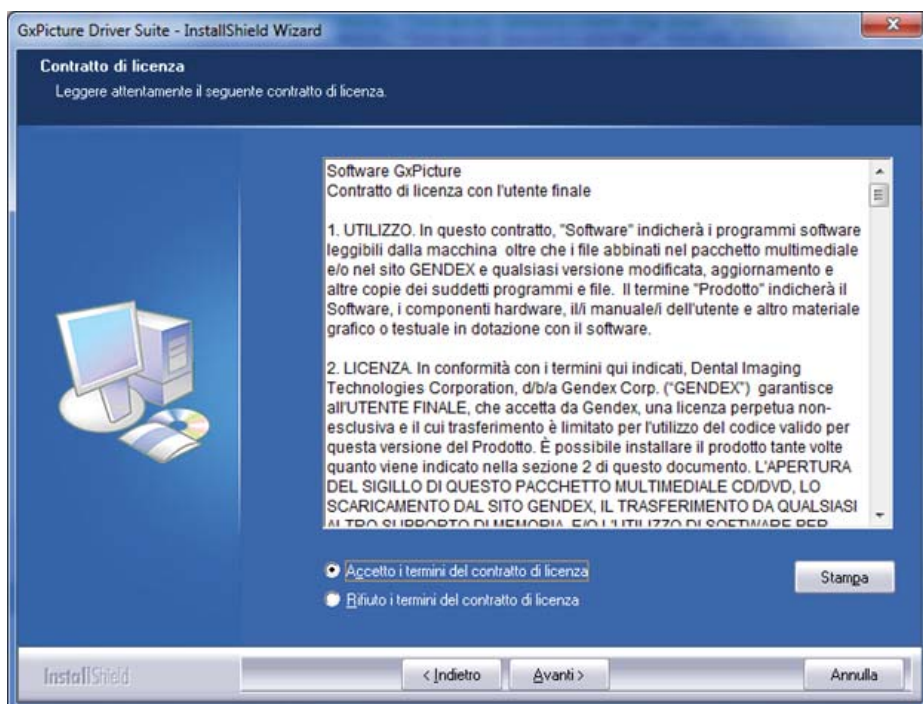 GxPicture Driver Suite - InstallShield Wizard
Contratto di licenza
Leggere attentamente il seguente contratto di licenza.
Software GxPicture
Contratto di licenza con l'utente finale
1. UTILIZZO. In questo contratto, "Software" indicherà i programmi software
leggibili dalla macchina  oltre che i file abbinati nel pacchetto multimediale
e/o nel sito GENDEX e qualsiasi versione modificata, aggiornamento e
altre copie dei suddetti programmi e file.  Il termine "Prodotto" indicherà il
Software, i componenti hardware, il/i manuale/i dell'utente e altro materiale
grafico o testuale in dotazione con il software.
2. LICENZA. In conformità con i termini qui indicati, Dental Imaging
Technologies Corporation, d/b/a Gendex Corp. ("GENDEX")  garantisce
all'UTENTE FINALE, che accetta da Gendex, una licenza perpetua non-
esclusiva e il cui trasferimento è limitato per l'utilizzo del codice valido per
questa versione del Prodotto. È possibile installare il prodotto tante volte
quanto viene indicato nella sezione 2 di questo documento. L'APERTURA
DEL SIGILLO DI QUESTO PACCHETTO MULTIMEDIALE CD/DVD, LO
SCARICAMENTO DAL SITO GENDEX, IL TRASFERIMENTO DA QUALSIASI
ALTRO SUPPORTO DI MEMORIA, E/O L'UTILIZZO DI SOFTWARE PER
Accetto i termini del contratto di licenza
Rifiuto i termini del contratto di licenza
Stampa
InstallShield
< Indietro
Avanti >
Annulla